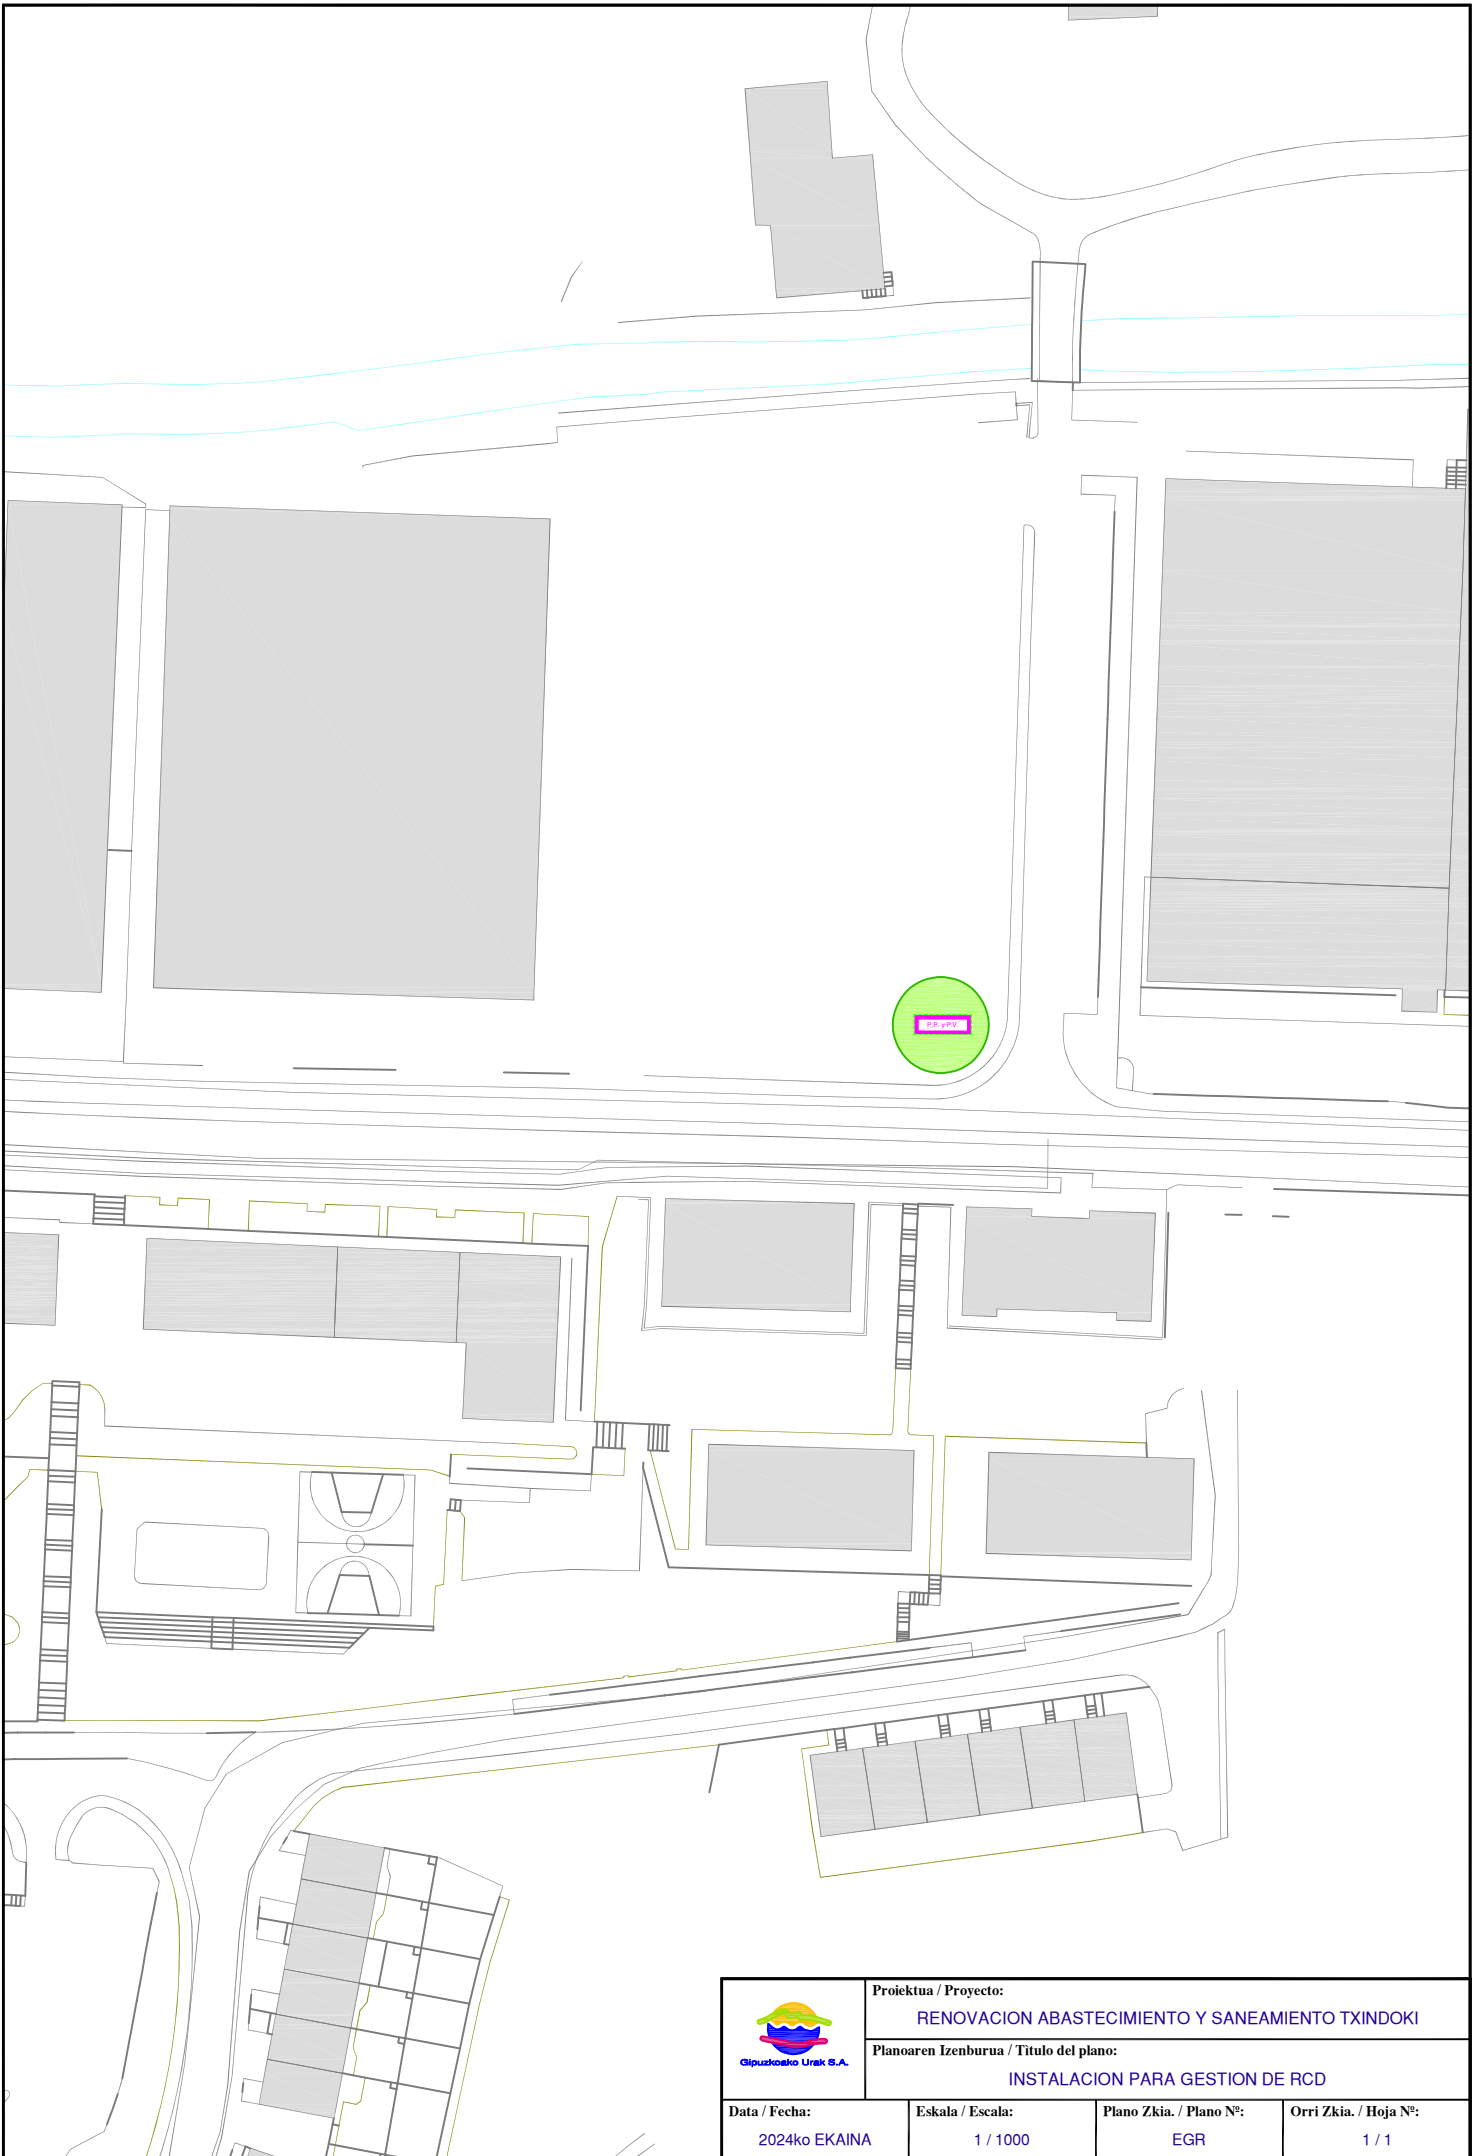 P.R. y P.V.
Proiektua / Proyecto:
RENOVACION ABASTECIMIENTO Y SANEAMIENTO TXINDOKI
Planoaren Izenburua / Titulo del plano:
INSTALACION PARA GESTION DE RCD
Gipuzkoako Urak S.A.
Data / Fecha:
2024ko EKAINA
Eskala / Escala:
1 / 1000
Plano Zkia. / Plano Nº:
EGR
Orri Zkia. / Hoja Nº:
1 / 1